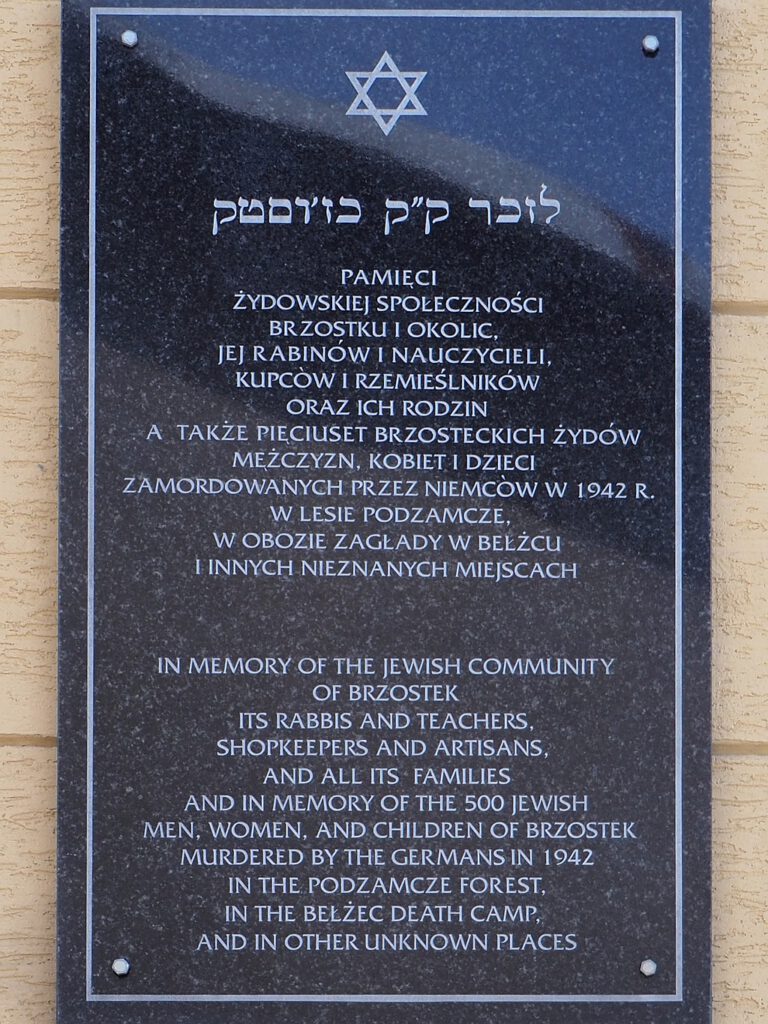 לזכר ק״ק בז׳וסטק
PAMIĘCI
ŻYDOWSKIEJ SPOŁECZNOŚCI
BRZOSTKU I OKOLIC,
JEJ RABINÓW I NAUCZYCIELI,
KUPCÒW I RZEMIEŚLNIKÓW
ORAZ ICH RODZIN
A TAKŻE PIĘCIUSET BRZOSTECKICH ŻYDÓW
MĘŻCZYZN, KOBIET I DZIECI
ZAMORDOWANYCH PRZEZ NIEMCÒW W 1942 R.
W LESIE PODZAMCZE,
W OBOZIE ZAGŁADY W BEŁŻCU
I INNYCH NIEZNANYCH MIEJSCACH
IN MEMORY OF THE JEWISH COMMUNITY
OF BRZOSTEK
ITS RABBIS AND TEACHERS,
SHOPKEEPERS AND ARTISANS,
AND ALL ITS FAMILIES
AND IN MEMORY OF THE 500 JEWISH
MEN, WOMEN, AND CHILDREN OF BRZOSTEK
MURDERED BY THE GERMANS IN 1942
IN THE PODZAMCZE FOREST,
IN THE BEŁŻEC DEATH CAMP,
AND IN OTHER UNKNOWN PLACES